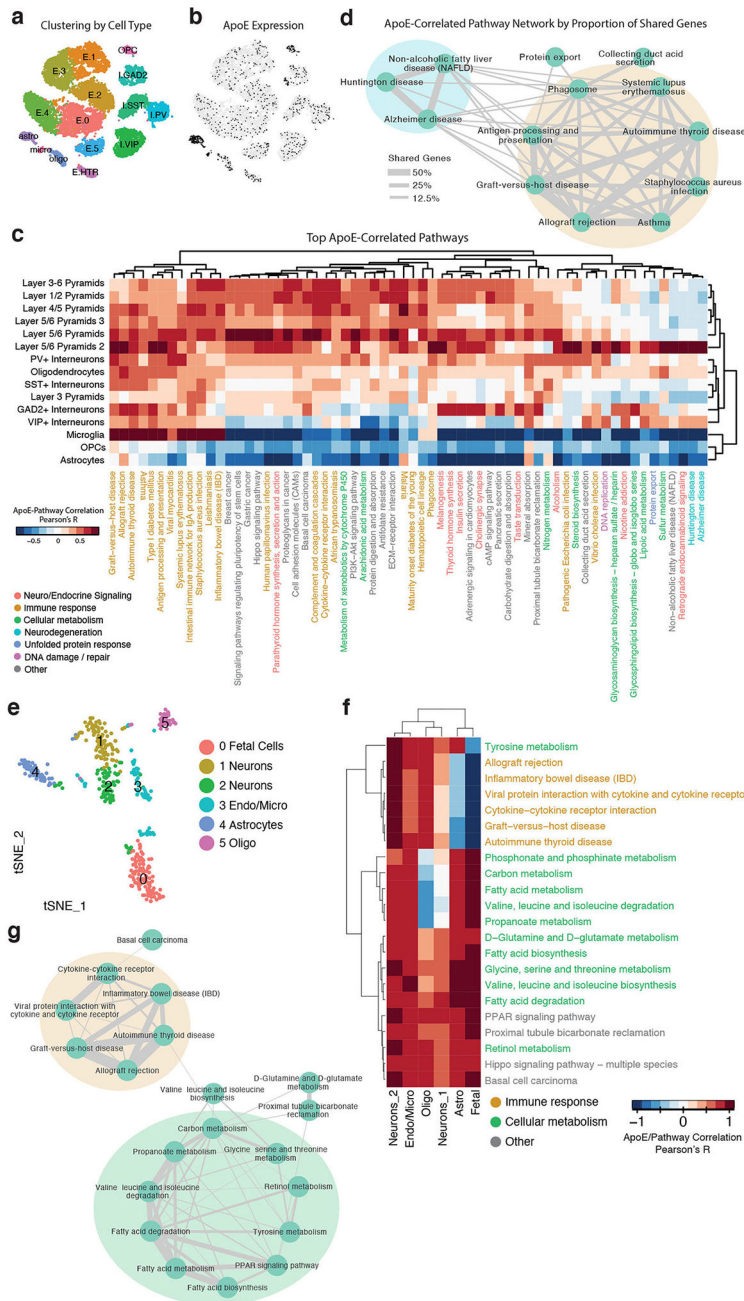 a
Clustering by Cell Type
OPC
E.1
E.3
I.GAD2
E.2
I.SST
E.4
E.0
I.PV
astro
micro
oligo
E.5
I.VIP
E.HTR
b
ApoE Expression
d
ApoE-Correlated Pathway Network by Proportion of Shared Genes
Non-alcoholic fatty liver
disease (NAFLD)
Huntington disease
Alzheimer disease
Protein export
Collecting duct acid
secretion
Phagosome
Systemic lupus
erythematosus
Antigen processing and
presentation
Autoimmune thyroid disease
Graft-versus-host disease
Staphylococcus aureus
infection
Allograft rejection
Asthma
Shared Genes
50%
25%
12.5%
c
Top ApoE-Correlated Pathways
Layer 3-6 Pyramids
Layer 1/2 Pyramids
Layer 4/5 Pyramids
Layer 5/6 Pyramids 3
Layer 5/6 Pyramids
Layer 5/6 Pyramids 2
PV+ Interneurons
Oligodendrocytes
SST+ Interneurons
Layer 3 Pyramids
GAD2+ Interneurons
VIP+ Interneurons
Microglia
OPCs
Astrocytes
Graft-versus-host disease
Allograft rejection
Autoimmune thyroid disease
Type I diabetes mellitus
Viral myocarditis
Antigen processing and presentation
Asthma
Systemic lupus erythematosus
Intestinal immune network for IgA production
Staphylococcus aureus infection
Leishmaniasis
Inflammatory bowel disease (IBD)
Breast cancer
Signaling pathways regulating pluripotency of stem cells
Gastric cancer
Hippo signaling pathway
Human papillomavirus infection
Parathyroid hormone synthesis, secretion and action
Proteoglycans in cancer
Cell adhesion molecules (CAMs)
Basal cell carcinoma
Complement and coagulation cascades
Cytokine-cytokine receptor interaction
African trypanosomiasis
Metabolism of xenobiotics by cytochrome P450
PI3K-Akt signaling pathway
Arachidonic acid metabolism
Protein digestion and absorption
Antifolate resistance
ECM-receptor interaction
Malaria
Maturity onset diabetes of the young
Hematopoietic cell lineage
Phagosome
Melanogenesis
Thyroid hormone synthesis
Insulin secretion
Adrenergic signaling in cardiomyocytes
Cholinergic synapse
cAMP signaling pathway
Pancreatic secretion
Carbohydrate digestion and absorption
Taste transduction
Mineral absorption
Proximal tubule bicarbonate reclamation
Nitrogen metabolism
Alcoholism
Pathogenic Escherichia coli infection
Steroid biosynthesis
Collecting duct acid secretion
Vibrio cholerae infection
DNA replication
Nicotine addiction
Glycosaminoglycan biosynthesis - heparan sulfate / heparin
Glycosphingolipid biosynthesis - globo and isoglobo series
Lipoic acid metabolism
Sulfur metabolism
Protein export
Non-alcoholic fatty liver disease (NAFLD)
Retrograde endocannabinoid signaling
Huntington disease
Alzheimer disease
ApoE-Pathway Correlation
Pearson's R
−0.5
0
0.5
Neuro/Endocrine Signaling
Immune response
Cellular metabolism
Neurodegeneration
Unfolded protein response
DNA damage / repair
Other
e
1
5
4
2
3
0
tSNE_2
tSNE_1
0 Fetal Cells
1 Neurons
2 Neurons
3 Endo/Micro
4 Astrocytes
5 Oligo
f
Tyrosine metabolism
Allograft rejection
Inflammatory bowel disease (IBD)
Viral protein interaction with cytokine and cytokine recepto
Cytokine−cytokine receptor interaction
Graft−versus−host disease
Autoimmune thyroid disease
Phosphonate and phosphinate metabolism
Carbon metabolism
Fatty acid metabolism
Valine, leucine and isoleucine degradation
Propanoate metabolism
D−Glutamine and D−glutamate metabolism
Fatty acid biosynthesis
Glycine, serine and threonine metabolism
Valine, leucine and isoleucine biosynthesis
Fatty acid degradation
PPAR signaling pathway
Proximal tubule bicarbonate reclamation
Retinol metabolism
Hippo signaling pathway − multiple species
Basal cell carcinoma
Neurons_2
Endo/Micro
Oligo
Neurons_1
Astro
Fetal
Immune response
Cellular metabolism
Other
−1
0
1
ApoE/Pathway Correlation
Pearson's R
g
Basal cell carcinoma
Cytokine-cytokine receptor
interaction
Inflammatory bowel disease (IBD)
Viral protein interaction with
cytokine and cytokine receptor
Autoimmune thyroid disease
Graft-versus-host disease
Allograft rejection
Valine leucine and isoleucine
biosynthesis
D-Glutamine and D-glutamate
metabolism
Proximal tubule bicarbonate
reclamation
Carbon metabolism
Propanoate metabolism
Glycine serine and threonine
metabolism
Valine leucine and isoleucine
degradation
Retinol metabolism
Fatty acid degradation
Tyrosine metabolism
Fatty acid metabolism
PPAR signaling pathway
Fatty acid biosynthesis